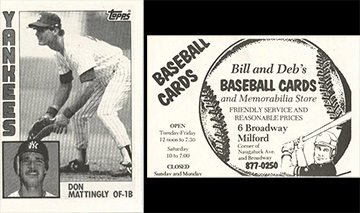 Topps
YANKEES
DON
MATTINGLY OF-1B
BASEBALL
CARDS
Bill and Deb's
BASEBALL CARDS
and Memorabilia Store
FRIENDLY SERVICE AND
REASONABLE PRICES
6 Broadway
Milford
Corner of
Naugatuck Ave.
and Broadway
877-0250
OPEN
Tuesday-Friday
12 noon to 7:30
Saturday
10 to 7:00
CLOSED
Sunday and Monday